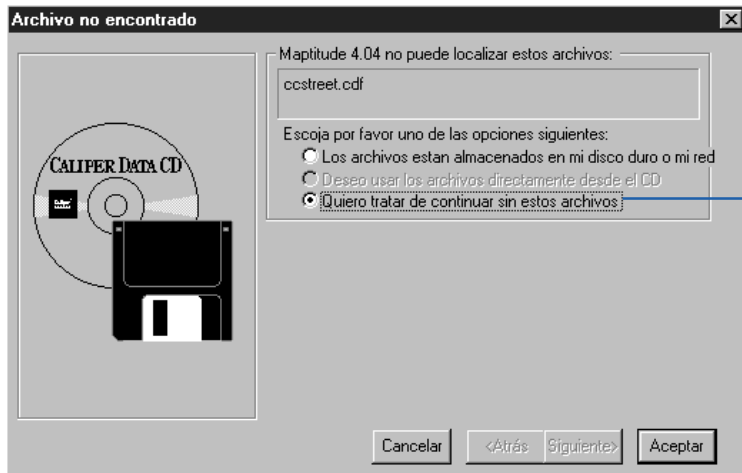 Archivo no encontrado
Maptitude 4.04 no puede localizar estos archivos:
ccstreet.cdf
Escoja por favor uno de las opciones siguientes:
Los archivos estan almacenados en mi disco duro o mi red
Deseo usar los archivos directamente desde el CD
Quiero tratar de continuar sin estos archivos
CALIPER DATA CD
Cancelar
<Atrás
Siguiente>
Aceptar